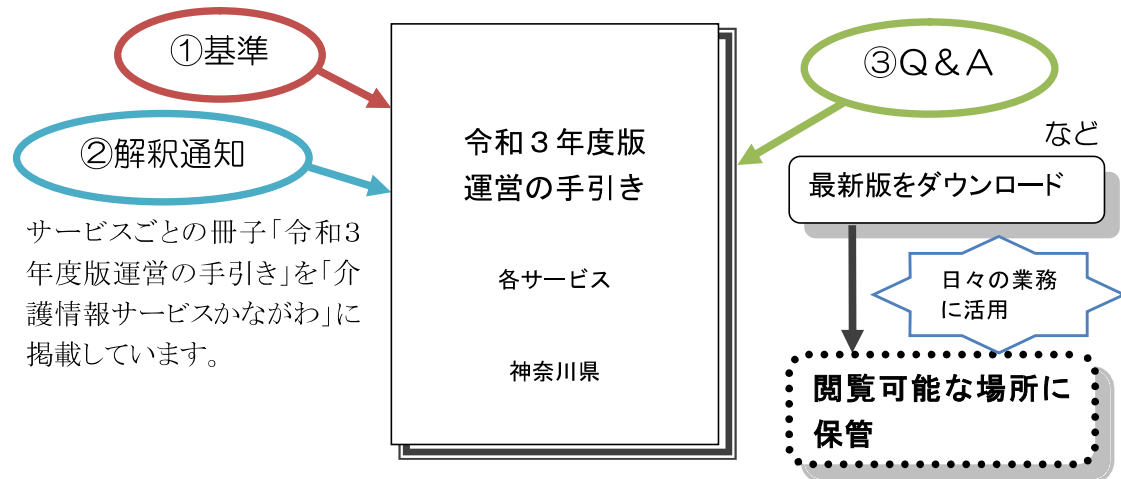 ①基準
②解釈通知
サービスごとの冊子「令和３
年度版運営の手引き」を「介
護情報サービスかながわ」に
掲載しています。
令和３年度版
運営の手引き
各サービス
神奈川県
③Ｑ＆Ａ
など
最新版をダウンロード
日々の業務
に活用
閲覧可能な場所に
保管